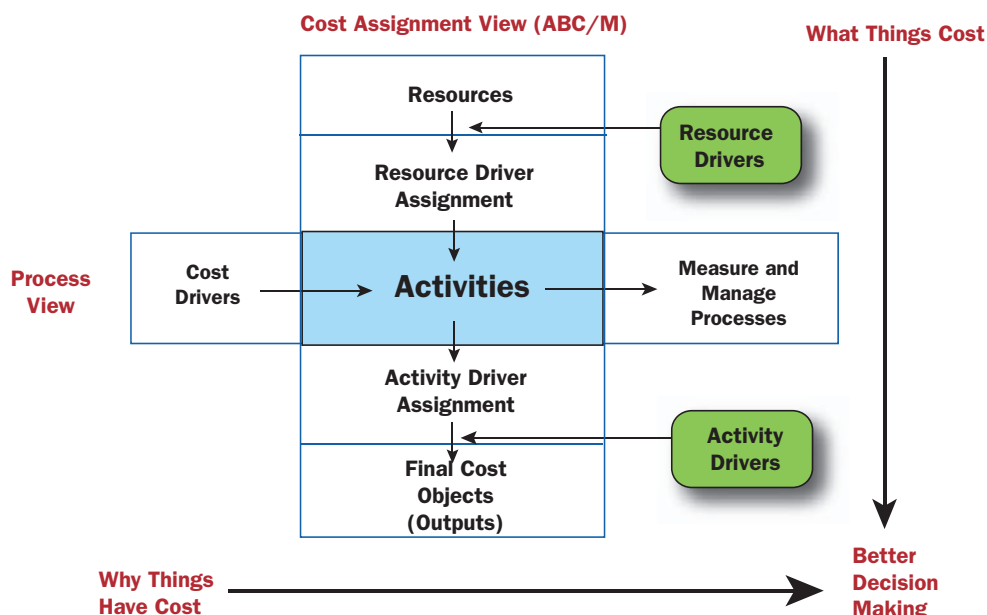 Cost Assignment View (ABC/M)
What Things Cost
Resources
Resource
Drivers
Resource Driver
Assignment
Process
View
Cost
Drivers
Activities
Measure and
Manage
Processes
Activity Driver
Assignment
Activity
Drivers
Final Cost
Objects
(Outputs)
Why Things
Have Cost
Better
Decision
Making